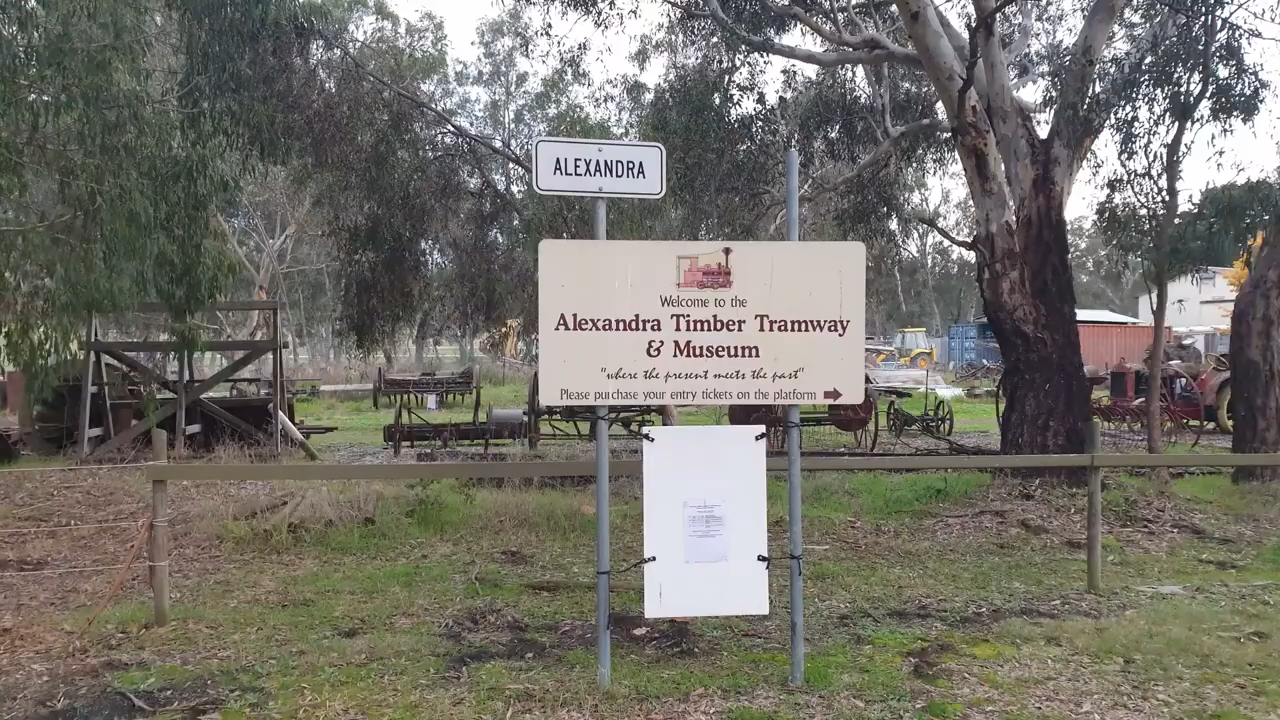 ALEXANDRA
Welcome to the
Alexandra Timber Tramway
& Museum
"where the present meets the past"
Please purchase your entry tickets on the platform